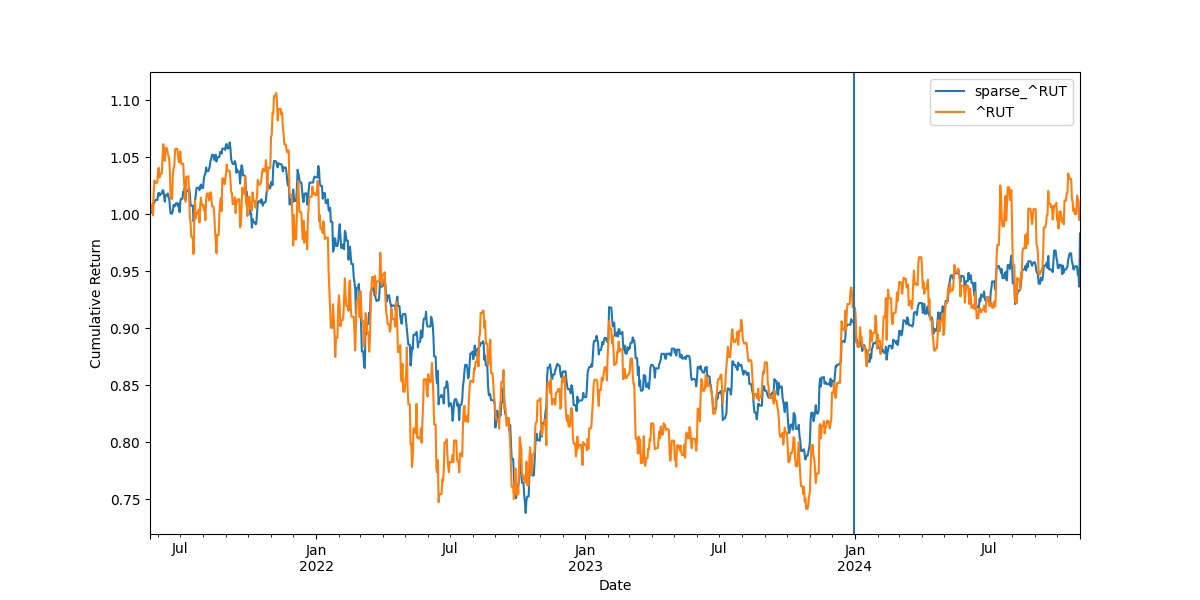 sparse_^RUT
^RUT
1.10
1.05
1.00
0.95
0.90
0.85
0.80
0.75
Cumulative Return
Jul
Jan
2022
Jul
Jan
2023
Jul
Jan
2024
Jul
Date